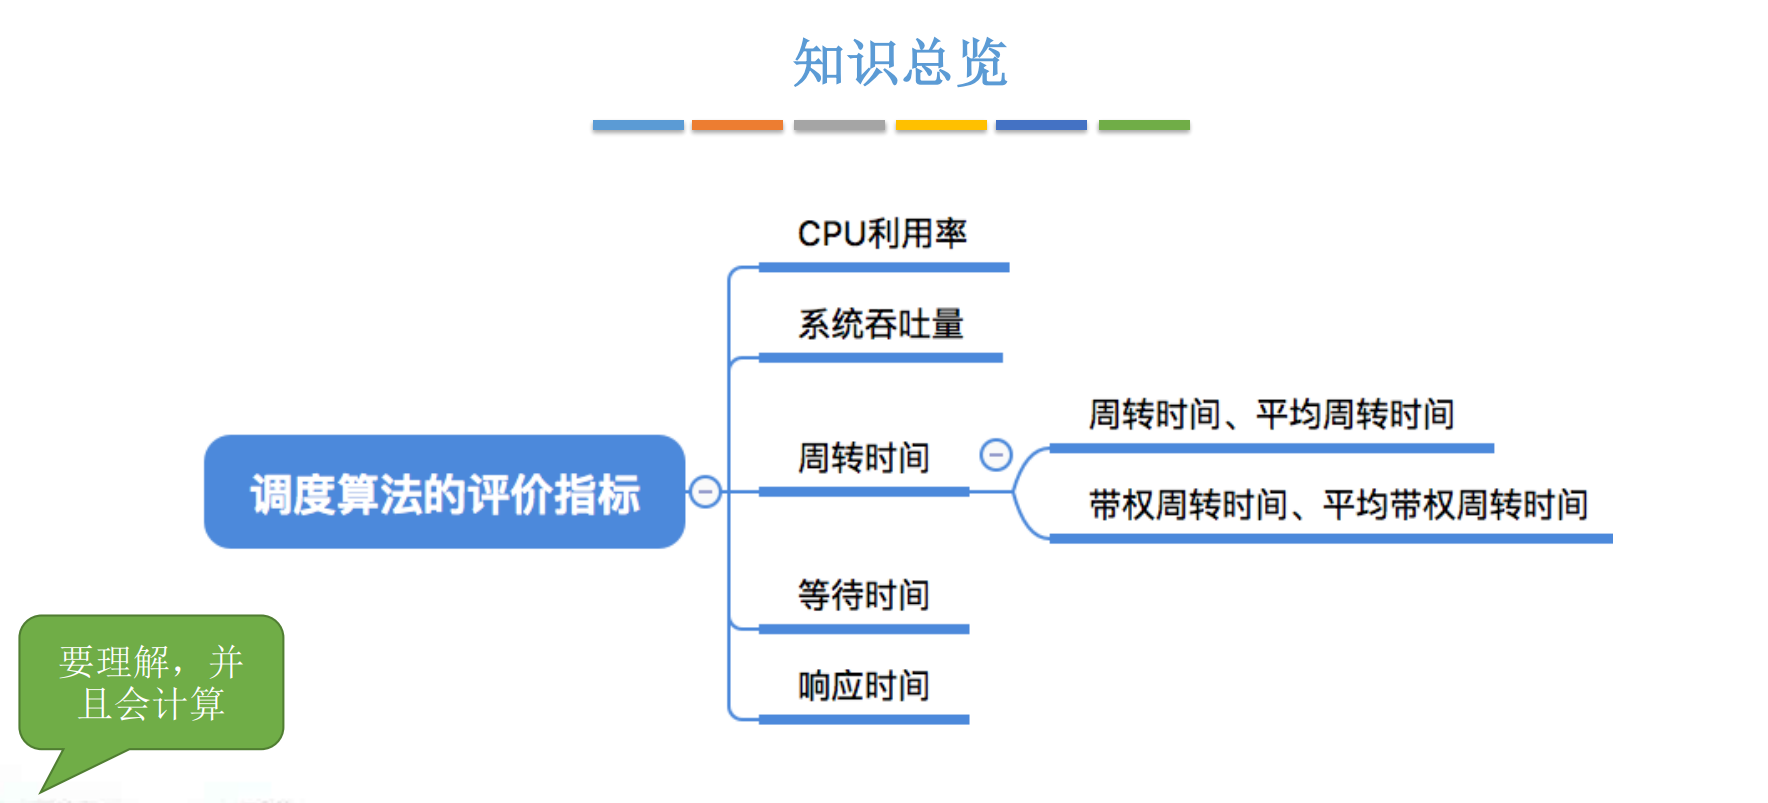 知识总览
CPU利用率
系统吞吐量
周转时间
周转时间、平均周转时间
带权周转时间、平均带权周转时间
等待时间
响应时间
调度算法的评价指标
要理解，并
且会计算